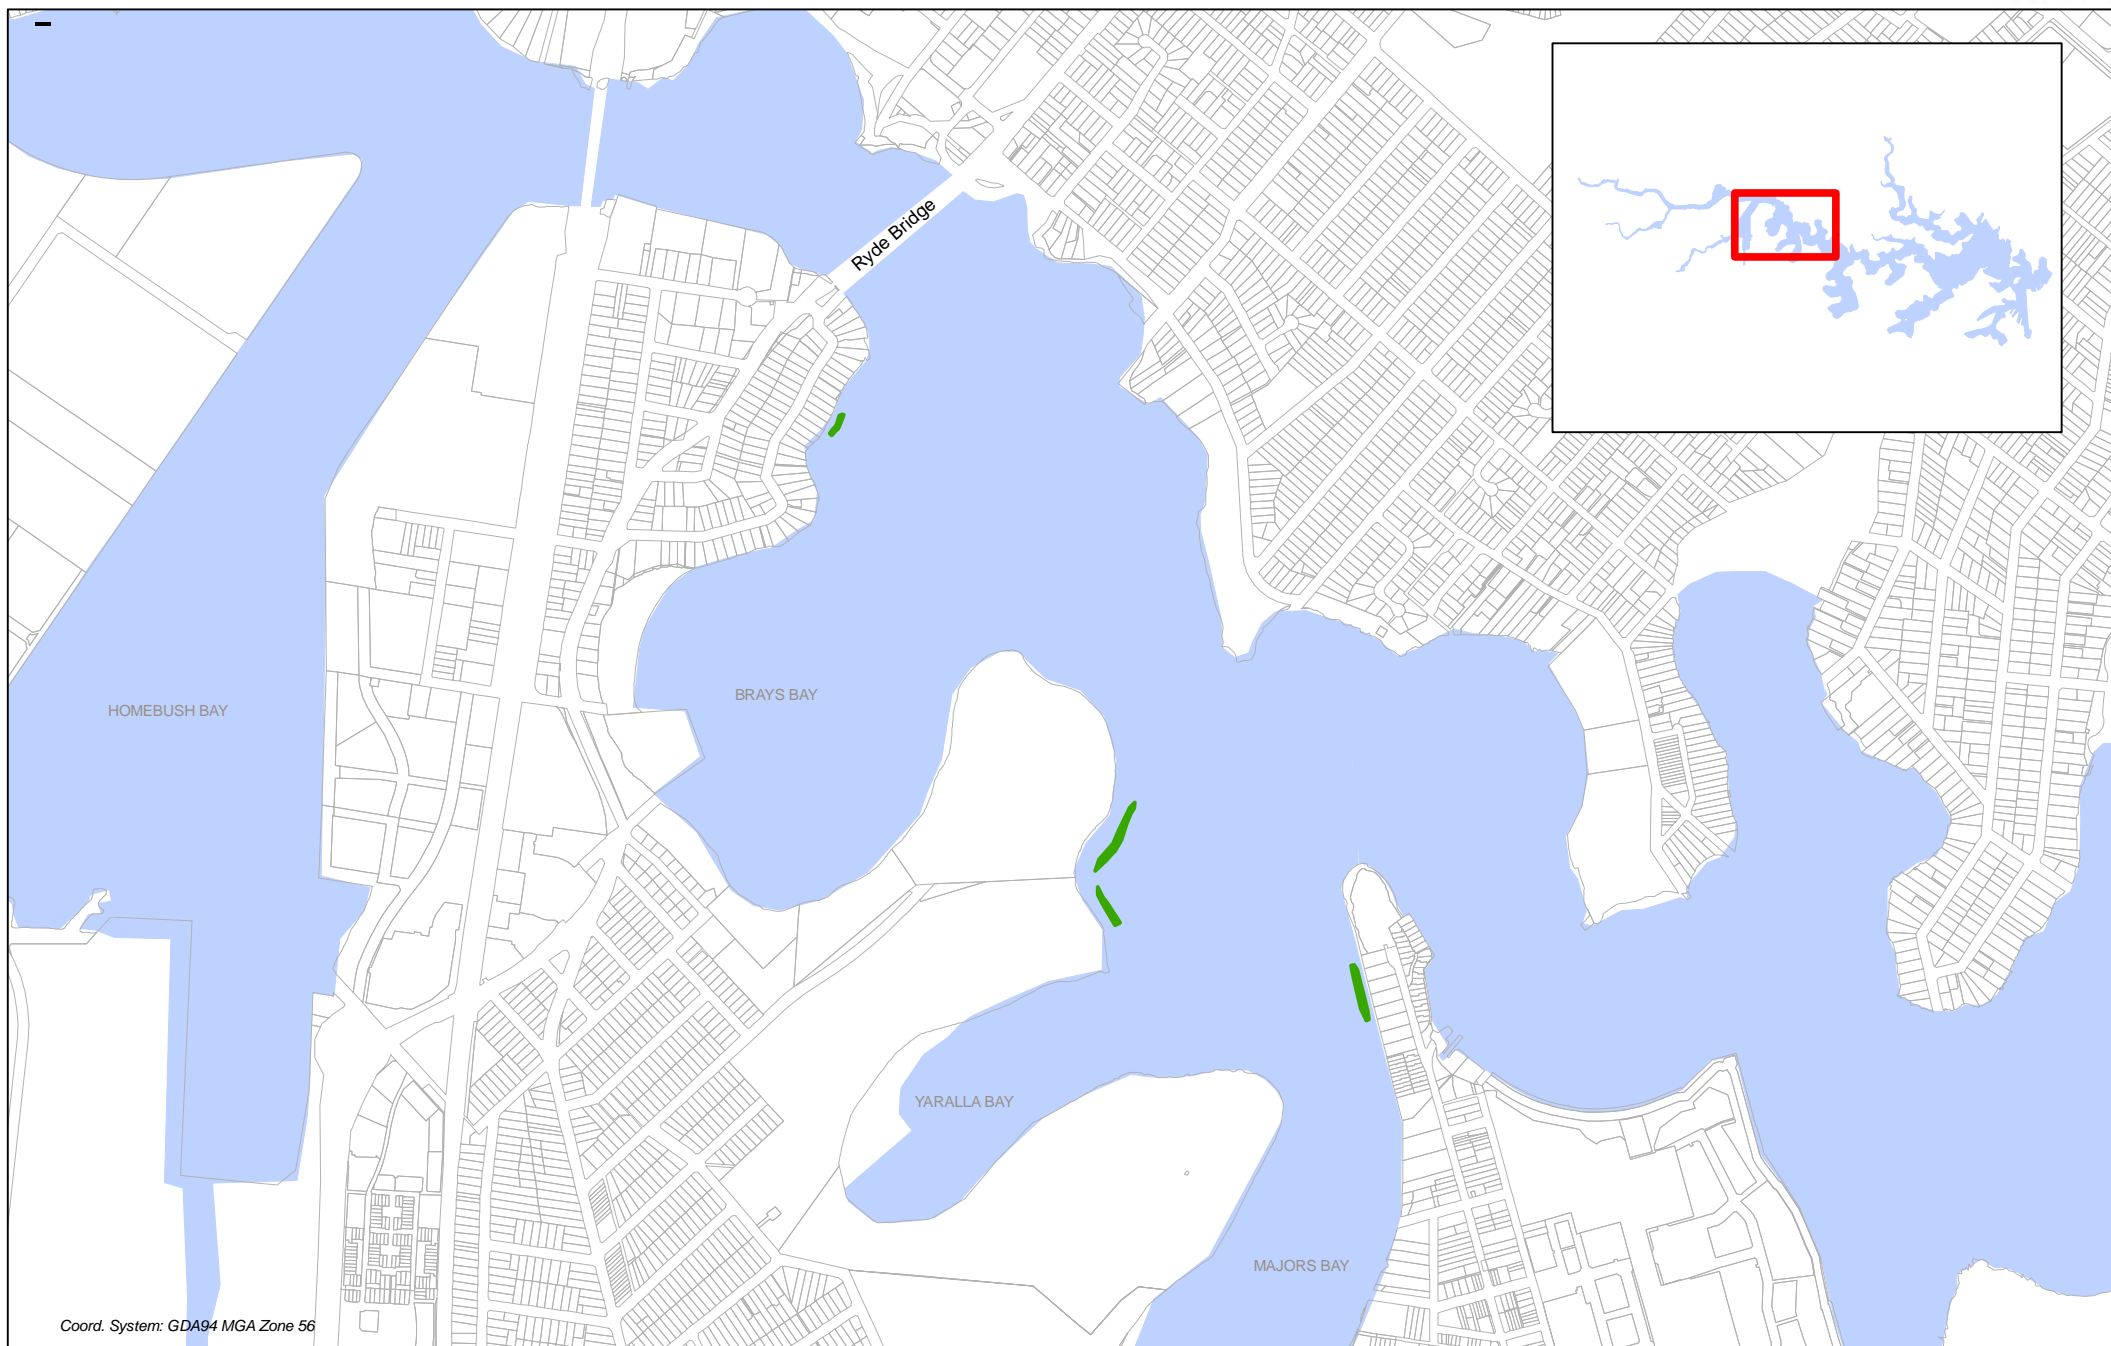 Ryde Bridge
BRAYS BAY
HOMEBUSH BAY
YARALLA BAY
MAJORS BAY
Coord. System: GDA94 MGA Zone 56